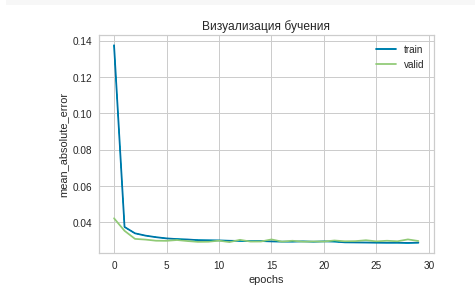 Визуализация бучения
train
valid
mean_absolute_error
0.14
0.12
0.10
0.08
0.06
0.04
0 5 10 15 20 25 30
epochs